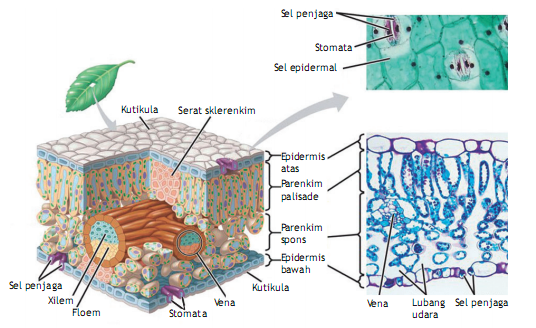 Sel penjaga
Stomata
Sel epidermal
Kutikula
Serat sklerenkim
Epidermis
atas
Parenkim
palisade
Parenkim
spons
Epidermis
bawah
Sel penjaga
Xilem
Floem
Stomata
Vena
Kutikula
Vena
Lubang
udara
Sel penjaga